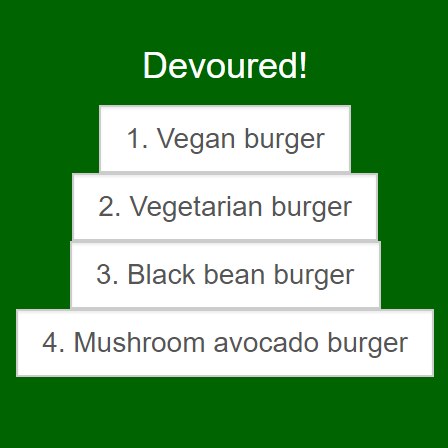 Devoured!
1. Vegan burger
2. Vegetarian burger
3. Black bean burger
4. Mushroom avocado burger